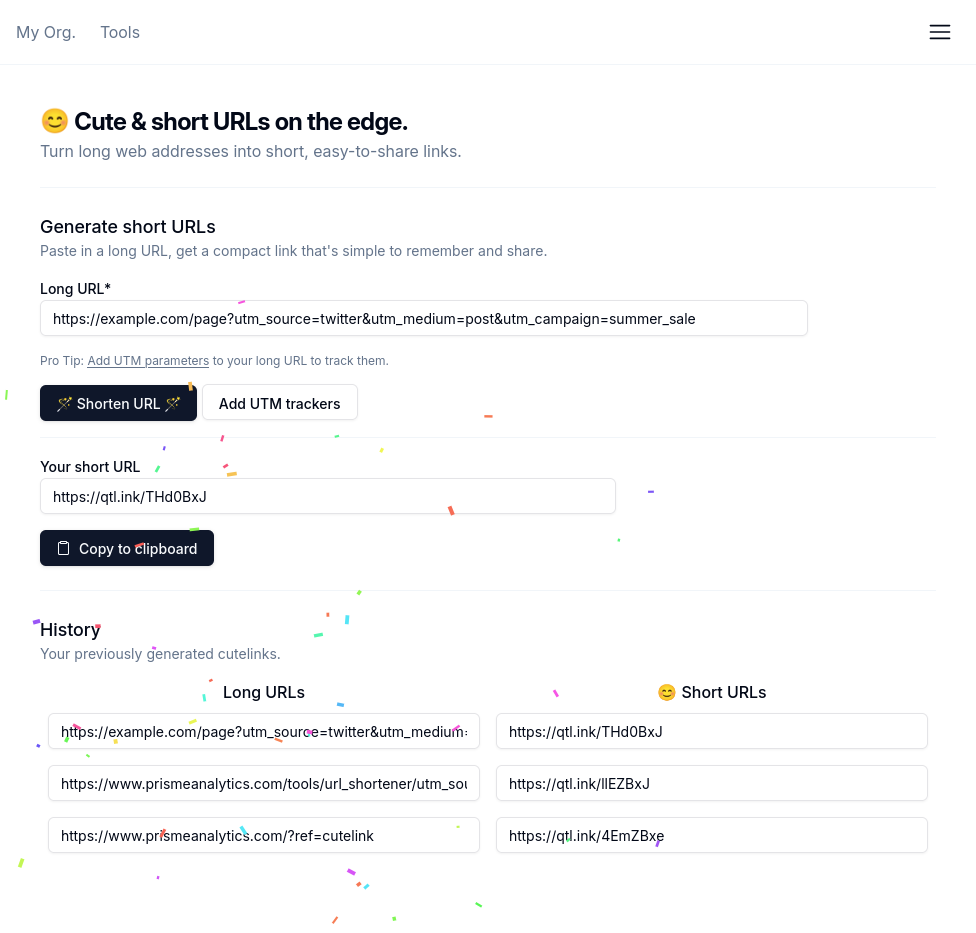 My Org. Tools
😊 Cute & short URLs on the edge.
Turn long web addresses into short, easy-to-share links.
Generate short URLs
Paste in a long URL, get a compact link that's simple to remember and share.
Long URL*
https://example.com/page?utm_source=twitter&utm_medium=post&utm_campaign=summer_sale
Pro Tip: Add UTM parameters to your long URL to track them.
🪄 Shorten URL 🪄 Add UTM trackers
Your short URL
https://qtl.ink/THd0BxJ
Copy to clipboard
History
Your previously generated cutelinks.
Long URLs 😊 Short URLs
https://example.com/page?utm_source=twitter&utm_medium= https://qtl.ink/THd0BxJ
https://www.prismeanalytics.com/tools/url_shortener/utm_sou https://qtl.ink/llEZBxJ
https://www.prismeanalytics.com/?ref=cutelink https://qtl.ink/4EmZBxe